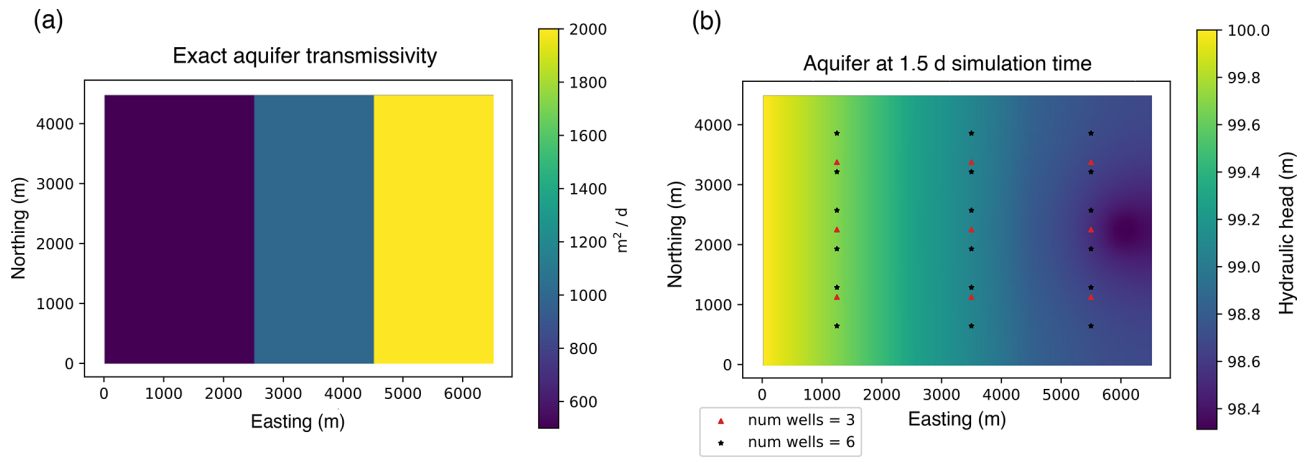 (a)
Exact aquifer transmissivity
Northing (m)
4000
3000
2000
1000
0
0 1000 2000 3000 4000 5000 6000
Easting (m)
2000
1800
1600
1400
1200
1000
800
600
m² / d
(b)
Aquifer at 1.5 d simulation time
Northing (m)
4000
3000
2000
1000
0
0 1000 2000 3000 4000 5000 6000
Easting (m)
num wells = 3
num wells = 6
100.0
99.8
99.6
99.4
99.2
99.0
98.8
98.6
98.4
Hydraulic head (m)